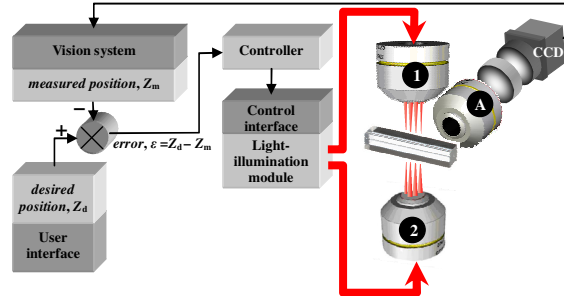 Vision system
measured position, Zm
−
+
error, ε =Zd – Zm
desired
position, Zd
User
interface
Controller
Control
interface
Light-
illumination
module
1
A
CCD
2